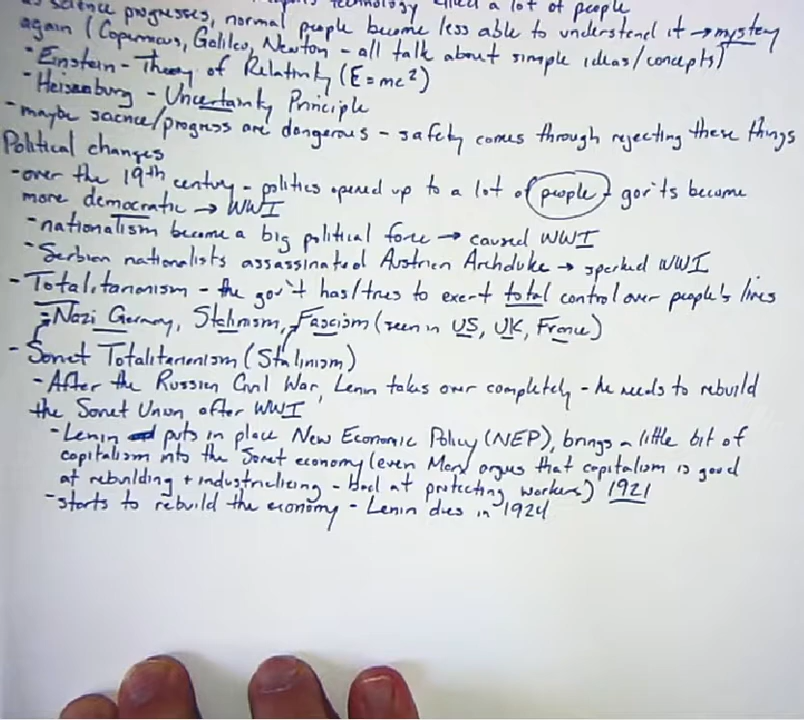 as science progresses, normal people become less able to understand it → mystery
again (Copernicus, Galileo, Newton - all talk about simple ideas/concepts)
- Einstein - Theory of Relativity (E=mc²)
- Heisenburg - Uncertainty Principle
- maybe science/progress are dangerous - safety comes through rejecting these things
Political changes
- over the 19th century - politics opened up to a lot of people + gov'ts become
more democratic → WWI
- nationalism become a big political force → caused WWI
- Serbian nationalists assassinated Austrian Archduke → sparked WWI
- Totalitarianism - the gov't has/tries to exert total control over people's lives
- Nazi Germany, Stalinism, Fascism (seen in US, UK, France)
- Soviet Totalitarianism (Stalinism)
- After the Russian Civil War, Lenin takes over completely - he needs to rebuild
the Soviet Union after WWI
- Lenin puts in place New Economic Policy (NEP), brings a little bit of
capitalism into the Soviet economy (even Marx argues that capitalism is good
at rebuilding + industrializing - bad at protecting workers) 1921
- starts to rebuild the economy - Lenin dies in 1924